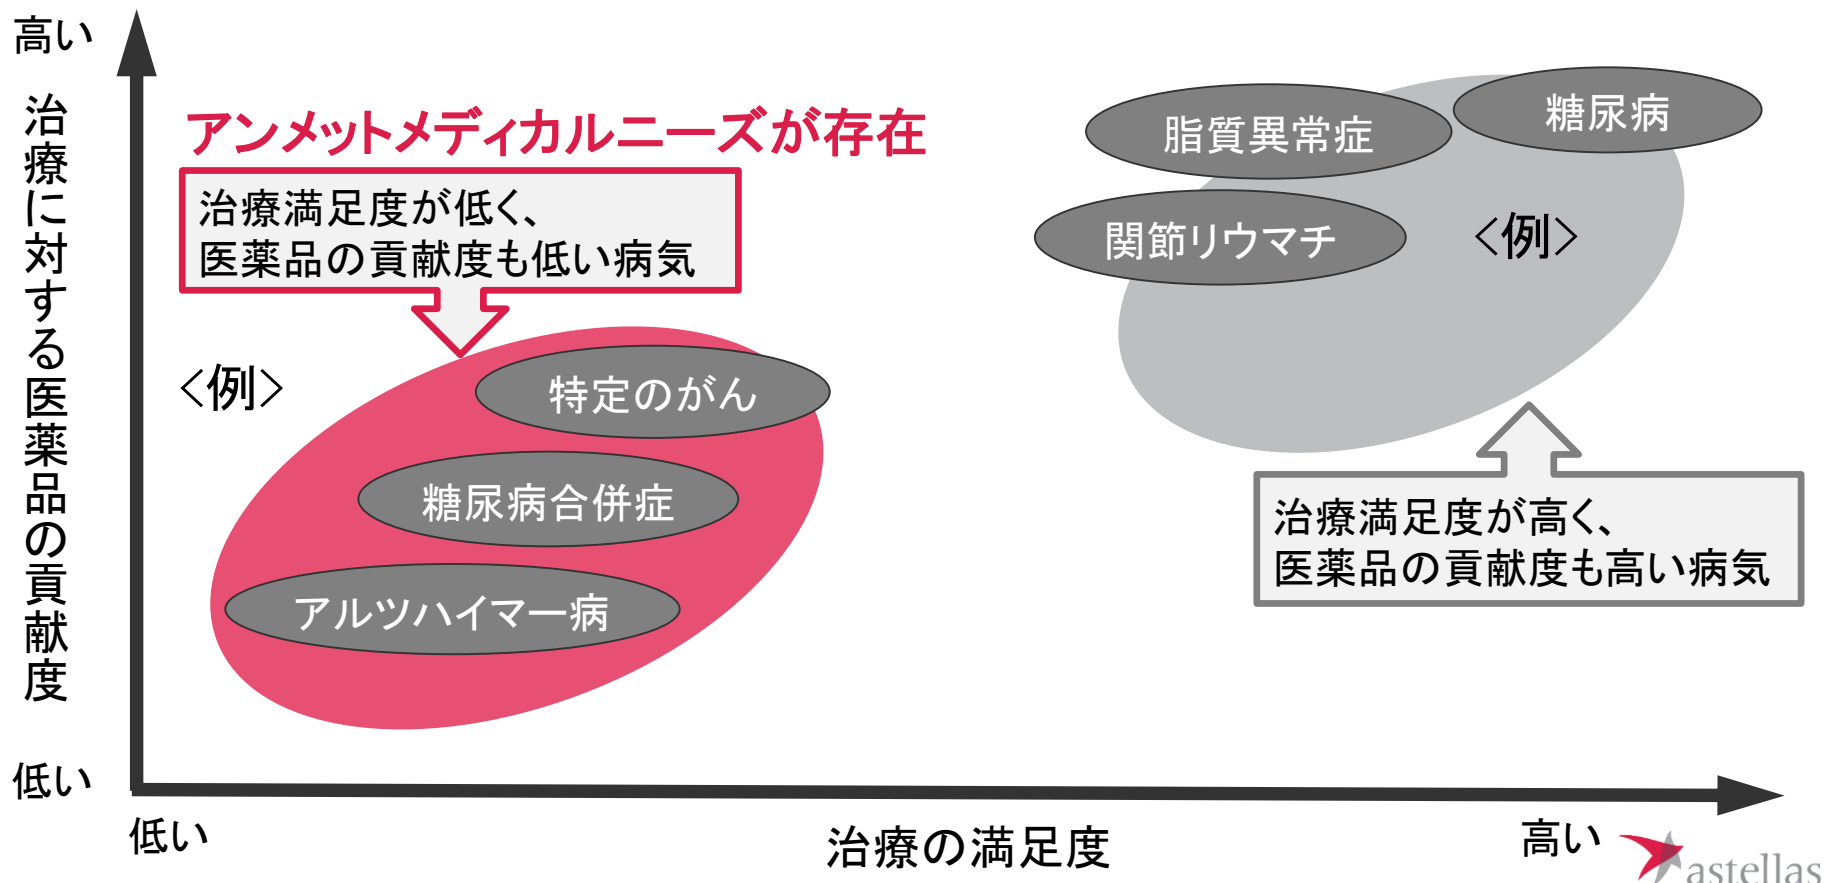 高い
治療に対する医薬品の貢献度
低い
アンメットメディカルニーズが存在
治療満足度が低く、
医薬品の貢献度も低い病気
<例>
特定のがん
糖尿病合併症
アルツハイマー病
脂質異常症
糖尿病
関節リウマチ
<例>
治療満足度が高く、
医薬品の貢献度も高い病気
低い
治療の満足度
高い
astellas